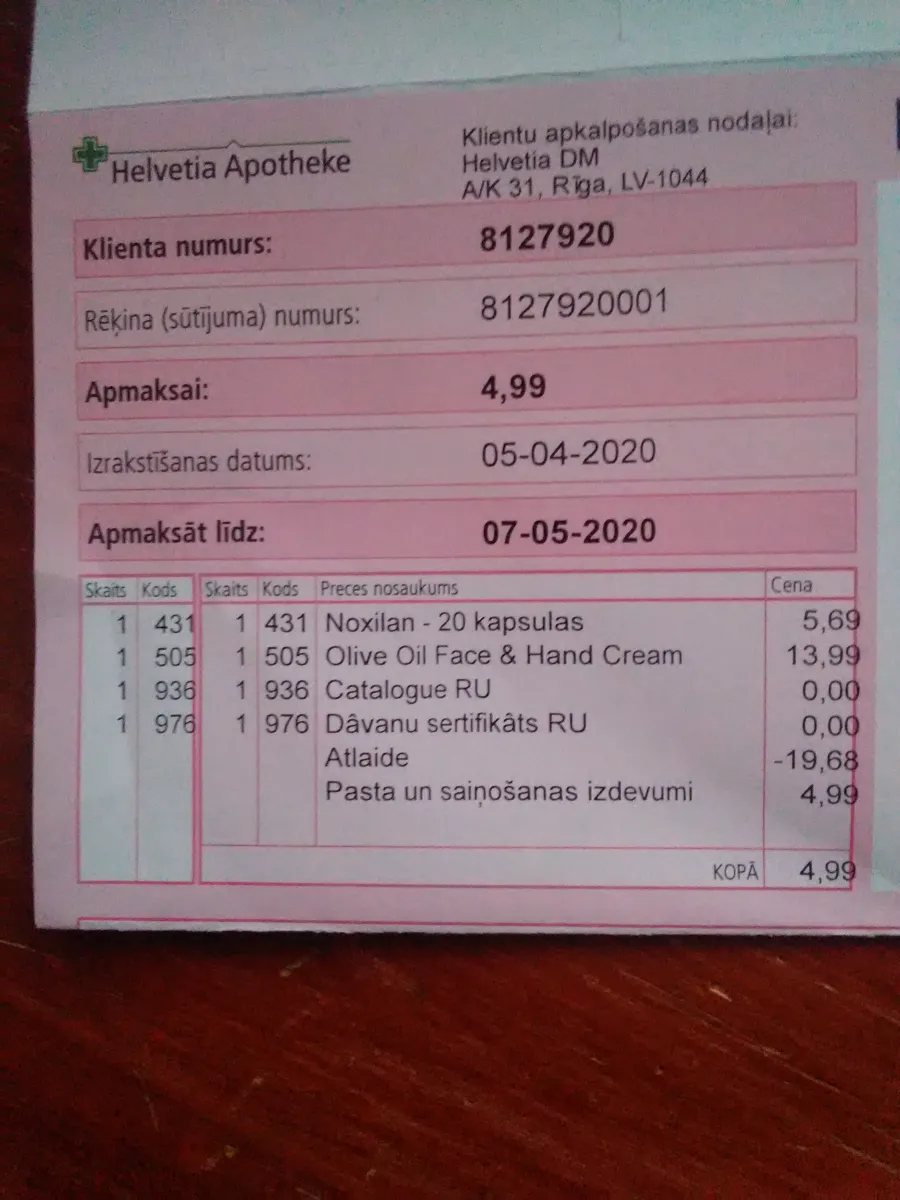 Helvetia Apotheke
Klientu apkalpošanas nodaļai:
Helvetia DM
A/K 31, Rīga, LV-1044
Klienta numurs: 8127920
Rēķina (sūtījuma) numurs: 8127920001
Apmaksai: 4,99
Izrakstīšanas datums: 05-04-2020
Apmaksāt līdz: 07-05-2020
Skaits Kods Skaits Kods Preces nosaukums Cena
1 431 1 431 Noxilan - 20 kapsulas 5,69
1 505 1 505 Olive Oil Face & Hand Cream 13,99
1 936 1 936 Catalogue RU 0,00
1 976 1 976 Dâvanu sertifikâts RU 0,00
Atlaide -19,68
Pasta un saiņošanas izdevumi 4,99
KOPĀ 4,99